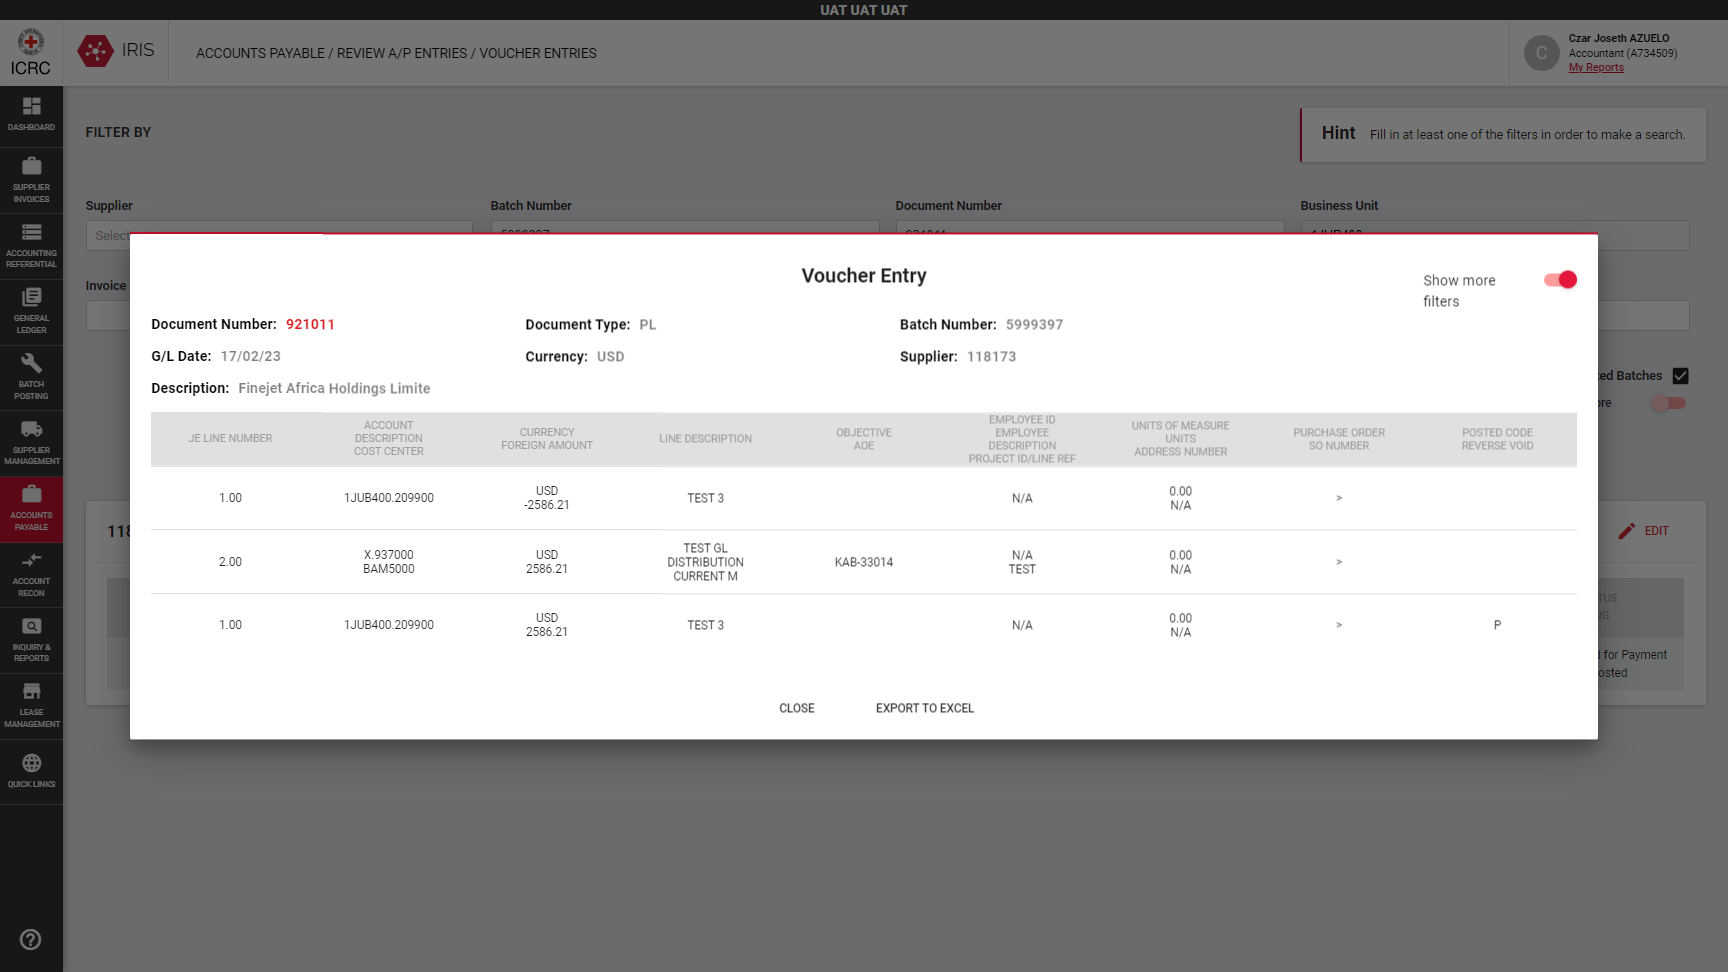 UAT UAT UAT
ICRC
IRIS
ACCOUNTS PAYABLE / REVIEW A/P ENTRIES / VOUCHER ENTRIES
C
Czar Joseth AZUELO
Accountant (A734509)
My Reports
DASHBOARD
SUPPLIER
INVOICES
ACCOUNTING
REFERENTIAL
GENERAL
LEDGER
BATCH
POSTING
SUPPLIER
MANAGEMENT
ACCOUNTS
PAYABLE
ACCOUNT
RECON
INQUIRY &
REPORTS
LEASE
MANAGEMENT
QUICK LINKS
FILTER BY
Hint Fill in at least one of the filters in order to make a search.
Supplier
Batch Number
Document Number
Business Unit
Select
Invoice
Voucher Entry
Show more
filters
Document Number: 921011
Document Type: PL
Batch Number: 5999397
G/L Date: 17/02/23
Currency: USD
Supplier: 118173
Description: Finejet Africa Holdings Limite
JE LINE NUMBER
ACCOUNT
DESCRIPTION
COST CENTER
CURRENCY
FOREIGN AMOUNT
LINE DESCRIPTION
OBJECTIVE
AOE
EMPLOYEE ID
EMPLOYEE
DESCRIPTION
PROJECT ID/LINE REF
UNITS OF MEASURE
UNITS
ADDRESS NUMBER
PURCHASE ORDER
SO NUMBER
POSTED CODE
REVERSE VOID
1.00
1JUB400.209900
USD
-2586.21
TEST 3
N/A
0.00
N/A
>
2.00
X.937000
BAM5000
USD
2586.21
TEST GL
DISTRIBUTION
CURRENT M
KAB-33014
N/A
TEST
0.00
N/A
>
1.00
1JUB400.209900
USD
2586.21
TEST 3
N/A
0.00
N/A
>
P
CLOSE
EXPORT TO EXCEL
Batches
118
EDIT
for Payment